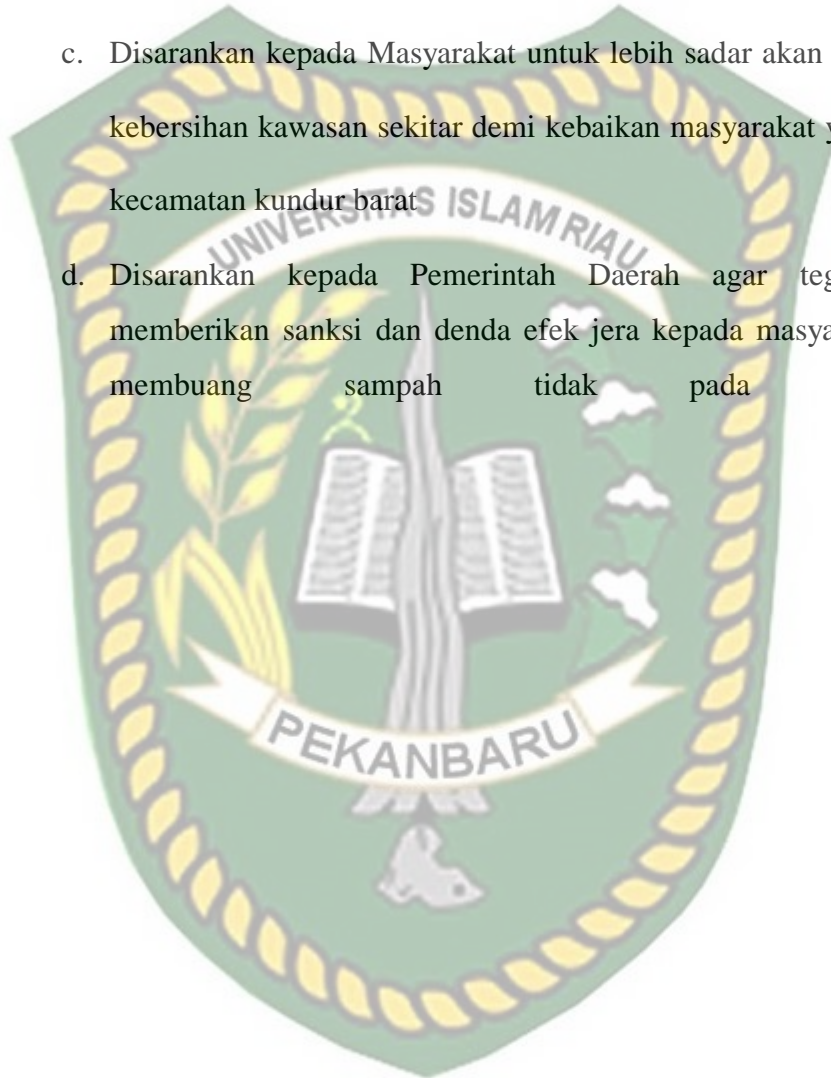 c. Disarankan kepada Masyarakat untuk lebih sadar akan
kebersihan kawasan sekitar demi kebaikan masyarakat
kecamatan kundur barat
UNIVERSITAS ISLAM RIAU
d. Disarankan kepada Pemerintah Daerah agar
memberikan sanksi dan denda efek jera kepada
membuang sampah tidak pada
PEKANBARU